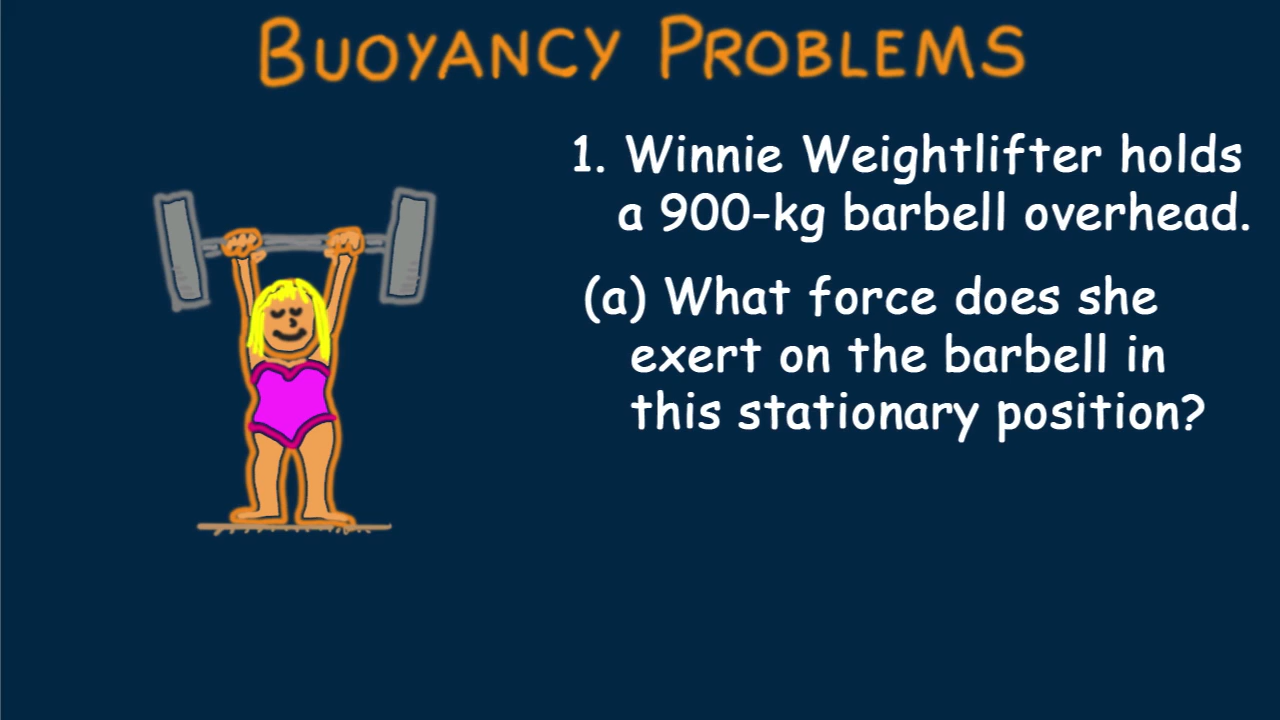 BUOYANCY PROBLEMS
1. Winnie Weightlifter holds
a 900-kg barbell overhead.
(a) What force does she
exert on the barbell in
this stationary position?